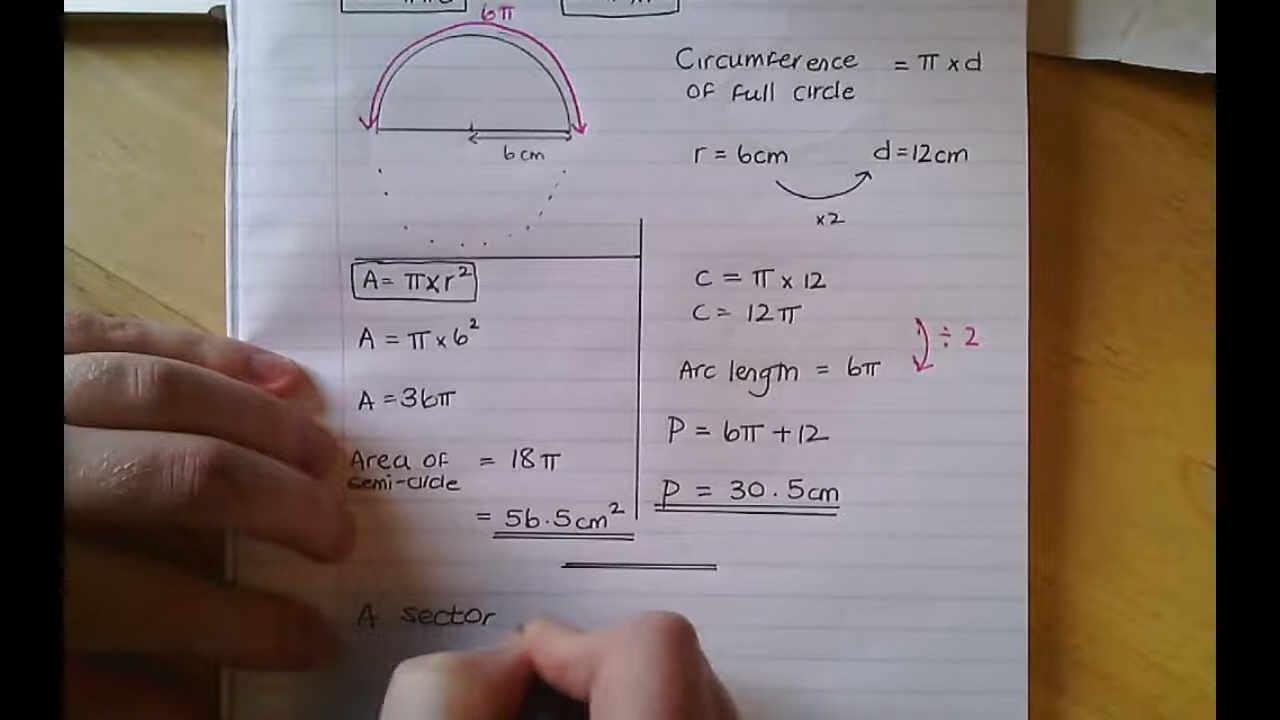 6π
6cm
Circumference = π x d
of full circle
r = 6cm d = 12cm
x2
A = π x r²
A = π x 6²
A = 36π
Area of = 18π
semi-circle
= 56.5cm²
C = π x 12
C = 12π
÷ 2
Arc length = 6π
P = 6π + 12
P = 30.5cm
A sector